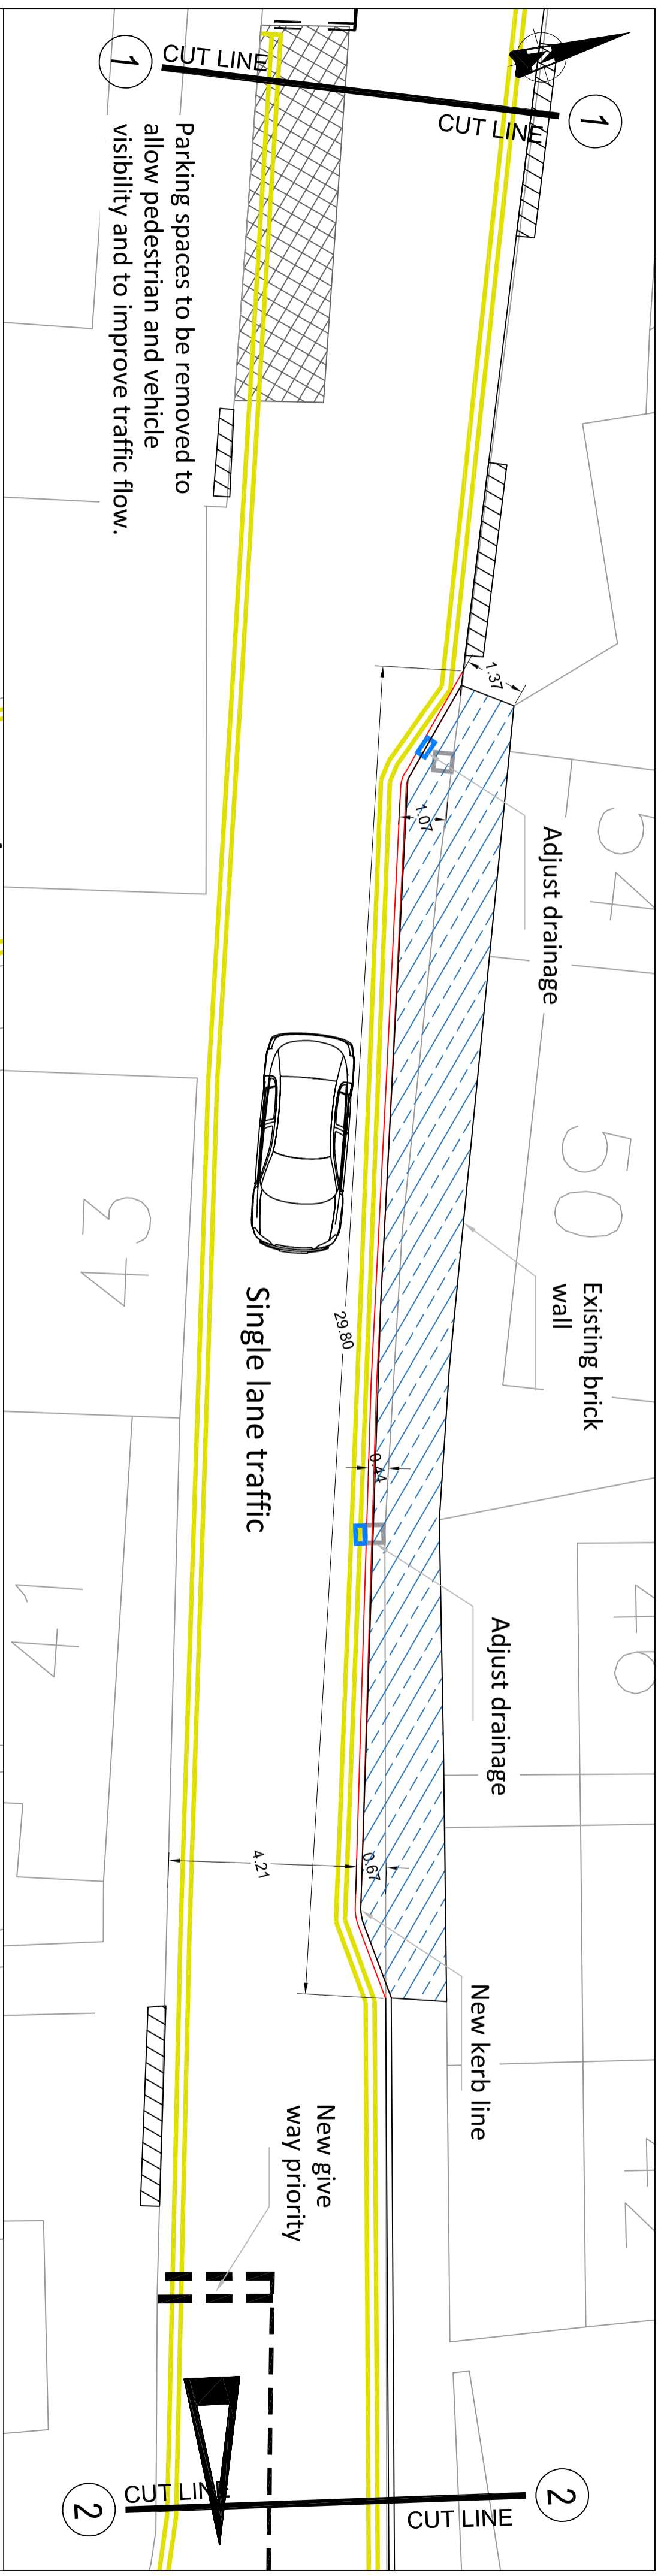 1
CUT LINE
CUT LINE
1
N
Parking spaces to be removed to
allow pedestrian and vehicle
visibility and to improve traffic flow.
1.37
1.07
Adjust drainage
54
50
Existing brick
wall
43
29.80
Single lane traffic
0.44
Adjust drainage
46
41
4.21
0.67
New kerb line
42
New give
way priority
2
CUT LINE
CUT LINE
2